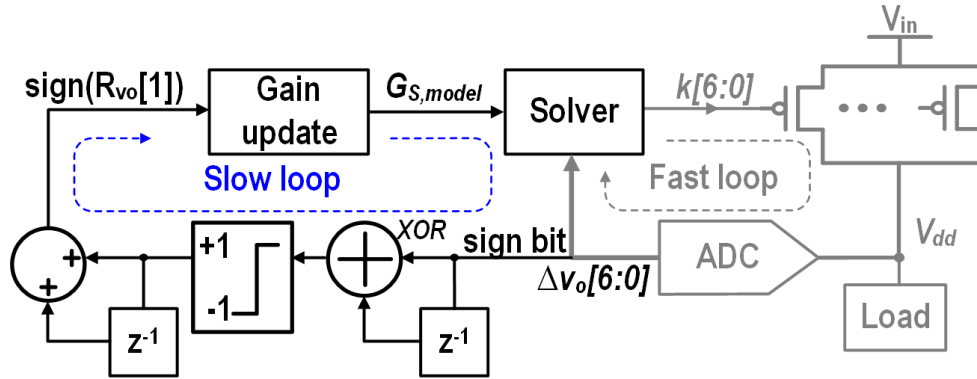 V_in
sign(R_vo[1])
Gain update
G_S,model
Solver
k[6:0]
Slow loop
Fast loop
+1
-1
XOR
sign bit
Δv_o[6:0]
ADC
V_dd
+
+
z^-1
z^-1
Load